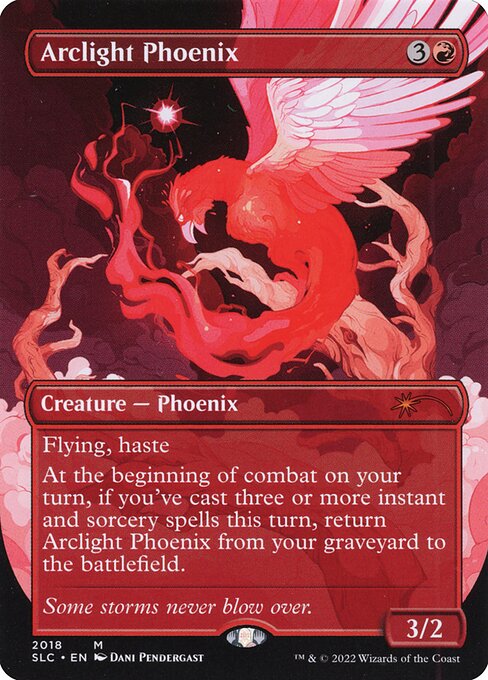 Arclight Phoenix 3
Creature — Phoenix
Flying, haste
At the beginning of combat on your
turn, if you've cast three or more instant
and sorcery spells this turn, return
Arclight Phoenix from your graveyard to
the battlefield.
Some storms never blow over.
3/2
2018 M
SLC • EN Dani Pendergast ™ & © 2022 Wizards of the Coast